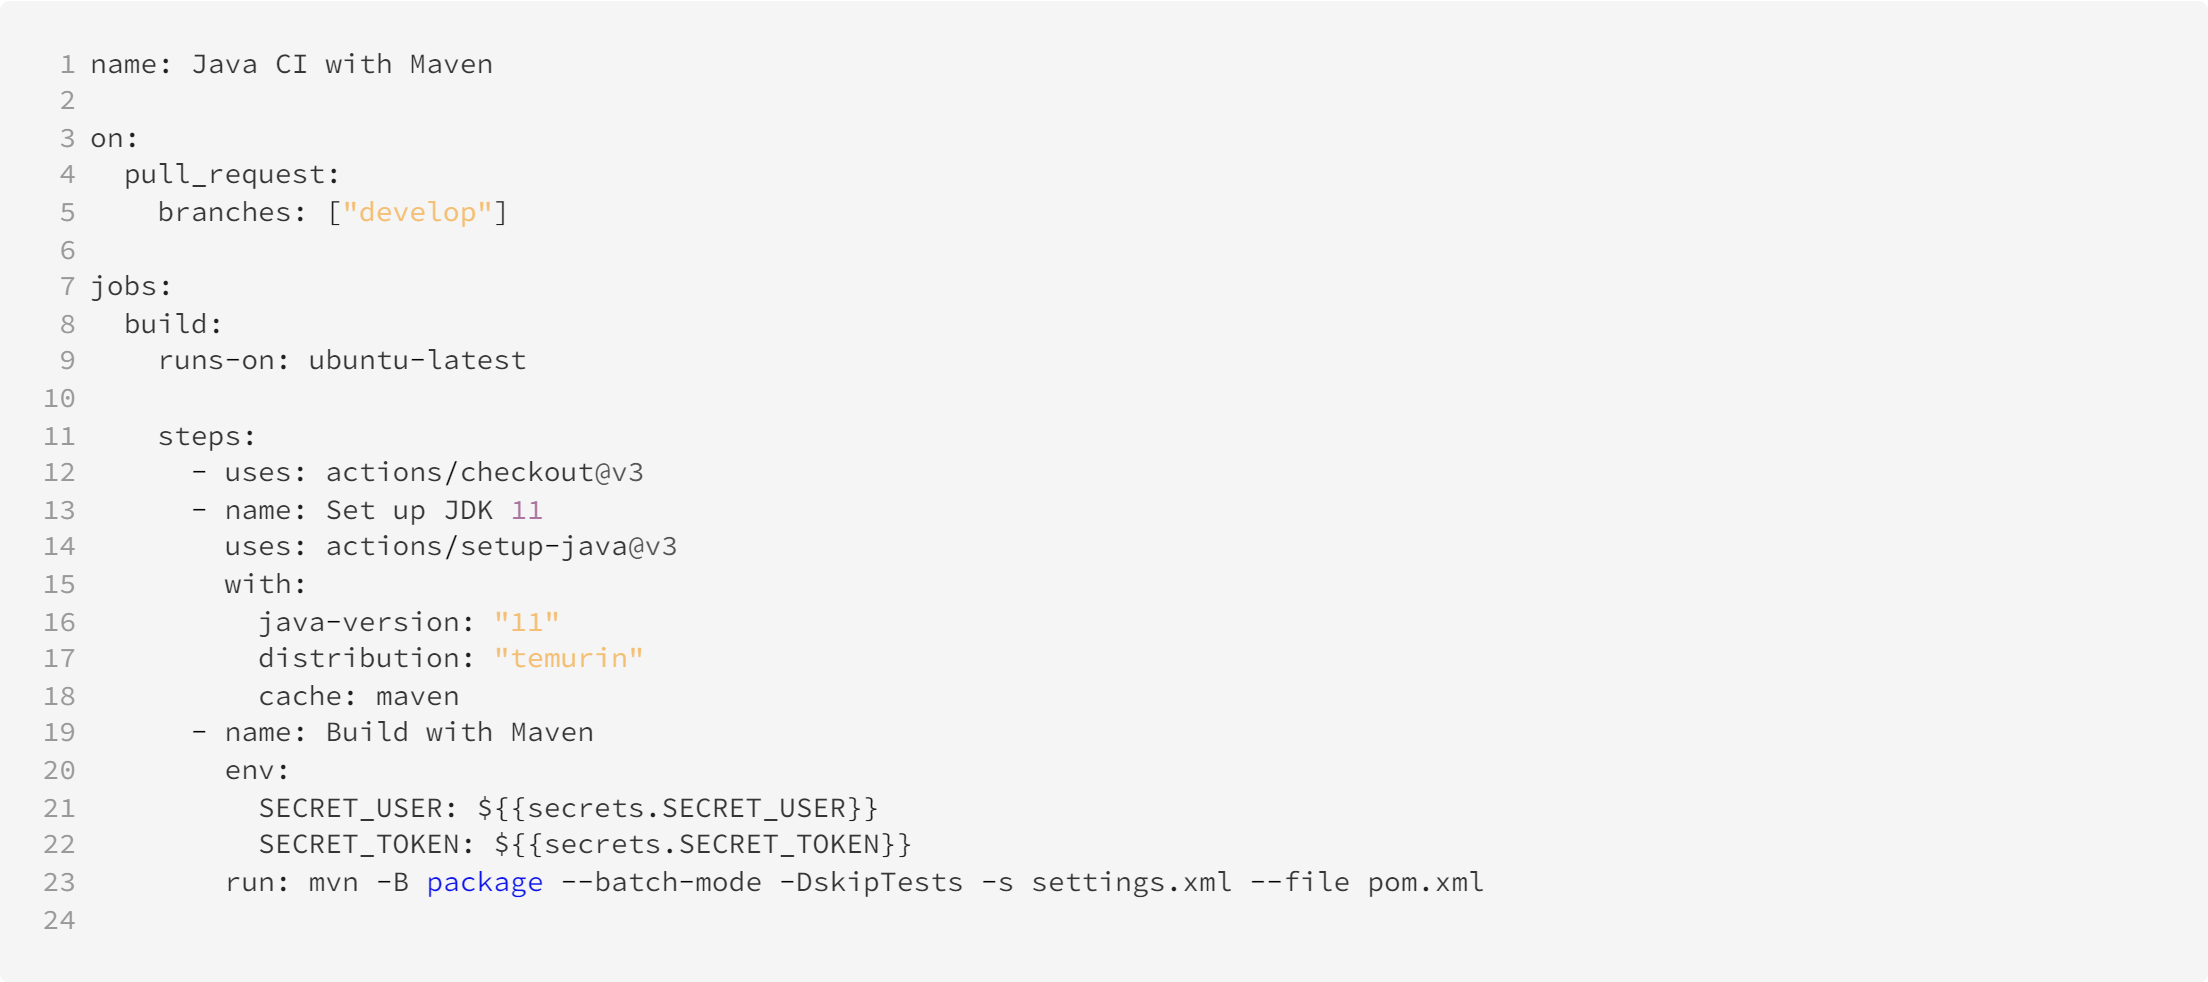 1 name: Java CI with Maven
2
3 on:
4   pull_request:
5     branches: ["develop"]
6
7 jobs:
8   build:
9     runs-on: ubuntu-latest
10
11     steps:
12       - uses: actions/checkout@v3
13       - name: Set up JDK 11
14         uses: actions/setup-java@v3
15         with:
16           java-version: "11"
17           distribution: "temurin"
18           cache: maven
19       - name: Build with Maven
20         env:
21           SECRET_USER: ${{secrets.SECRET_USER}}
22           SECRET_TOKEN: ${{secrets.SECRET_TOKEN}}
23         run: mvn -B package --batch-mode -DskipTests -s settings.xml --file pom.xml
24